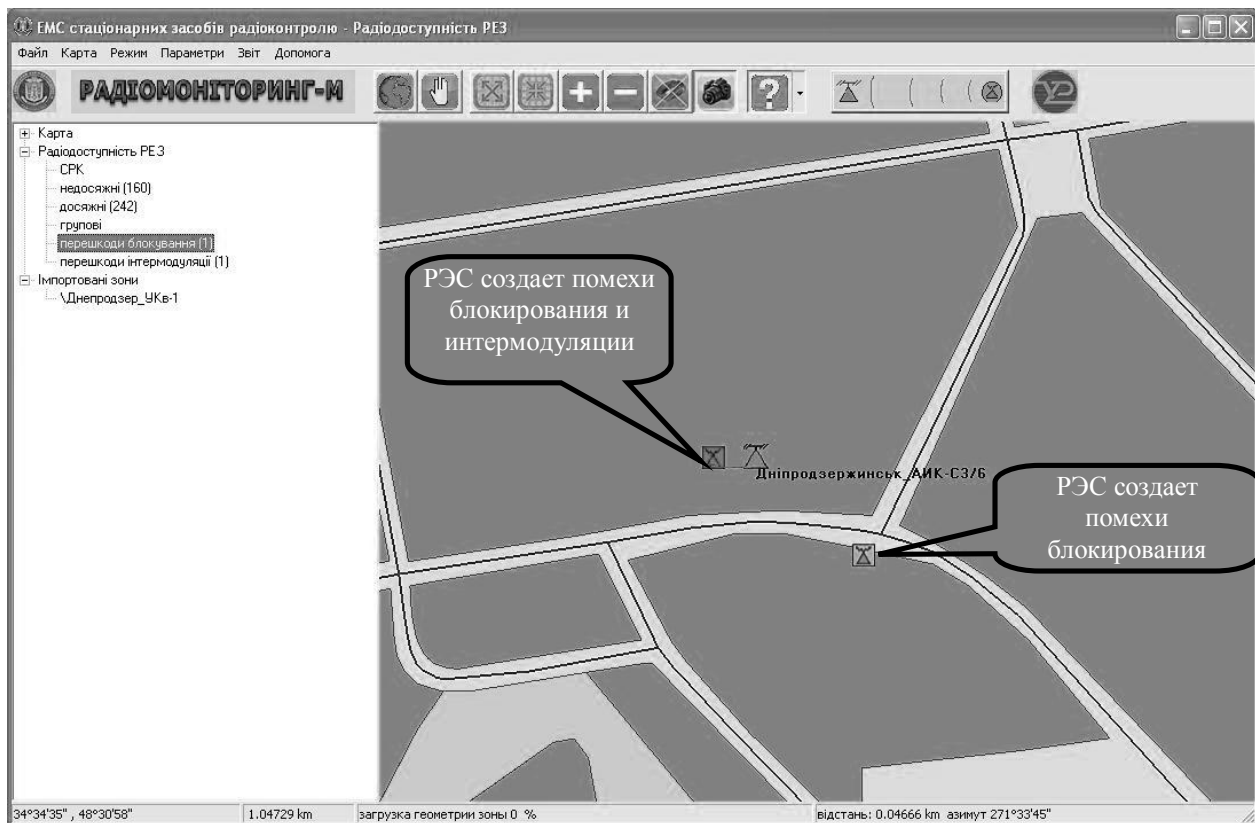 ЕМС стаціонарних засобів радіоконтролю - Радіодоступність РЕЗ
Файл Карта Режим Параметри Звіт Допомога
РАДІОМОНІТОРИНГ-М
Карта
Радіодоступність РЕЗ
СРК
недосяжні (160)
досяжні (242)
групові
перешкоди блокування (1)
перешкоди інтермодуляції (1)
Імпортовані зони
\Днепродзер_УКв-1
РЭС создает помехи
блокирования и
интермодуляции
Дніпродзержинськ_АИК-С3/6
РЭС создает
помехи
блокирования
34°34'35" , 48°30'58" 1.04729 km загрузка геометрии зоны 0 % відстань: 0.04666 km азимут 271°33'45"